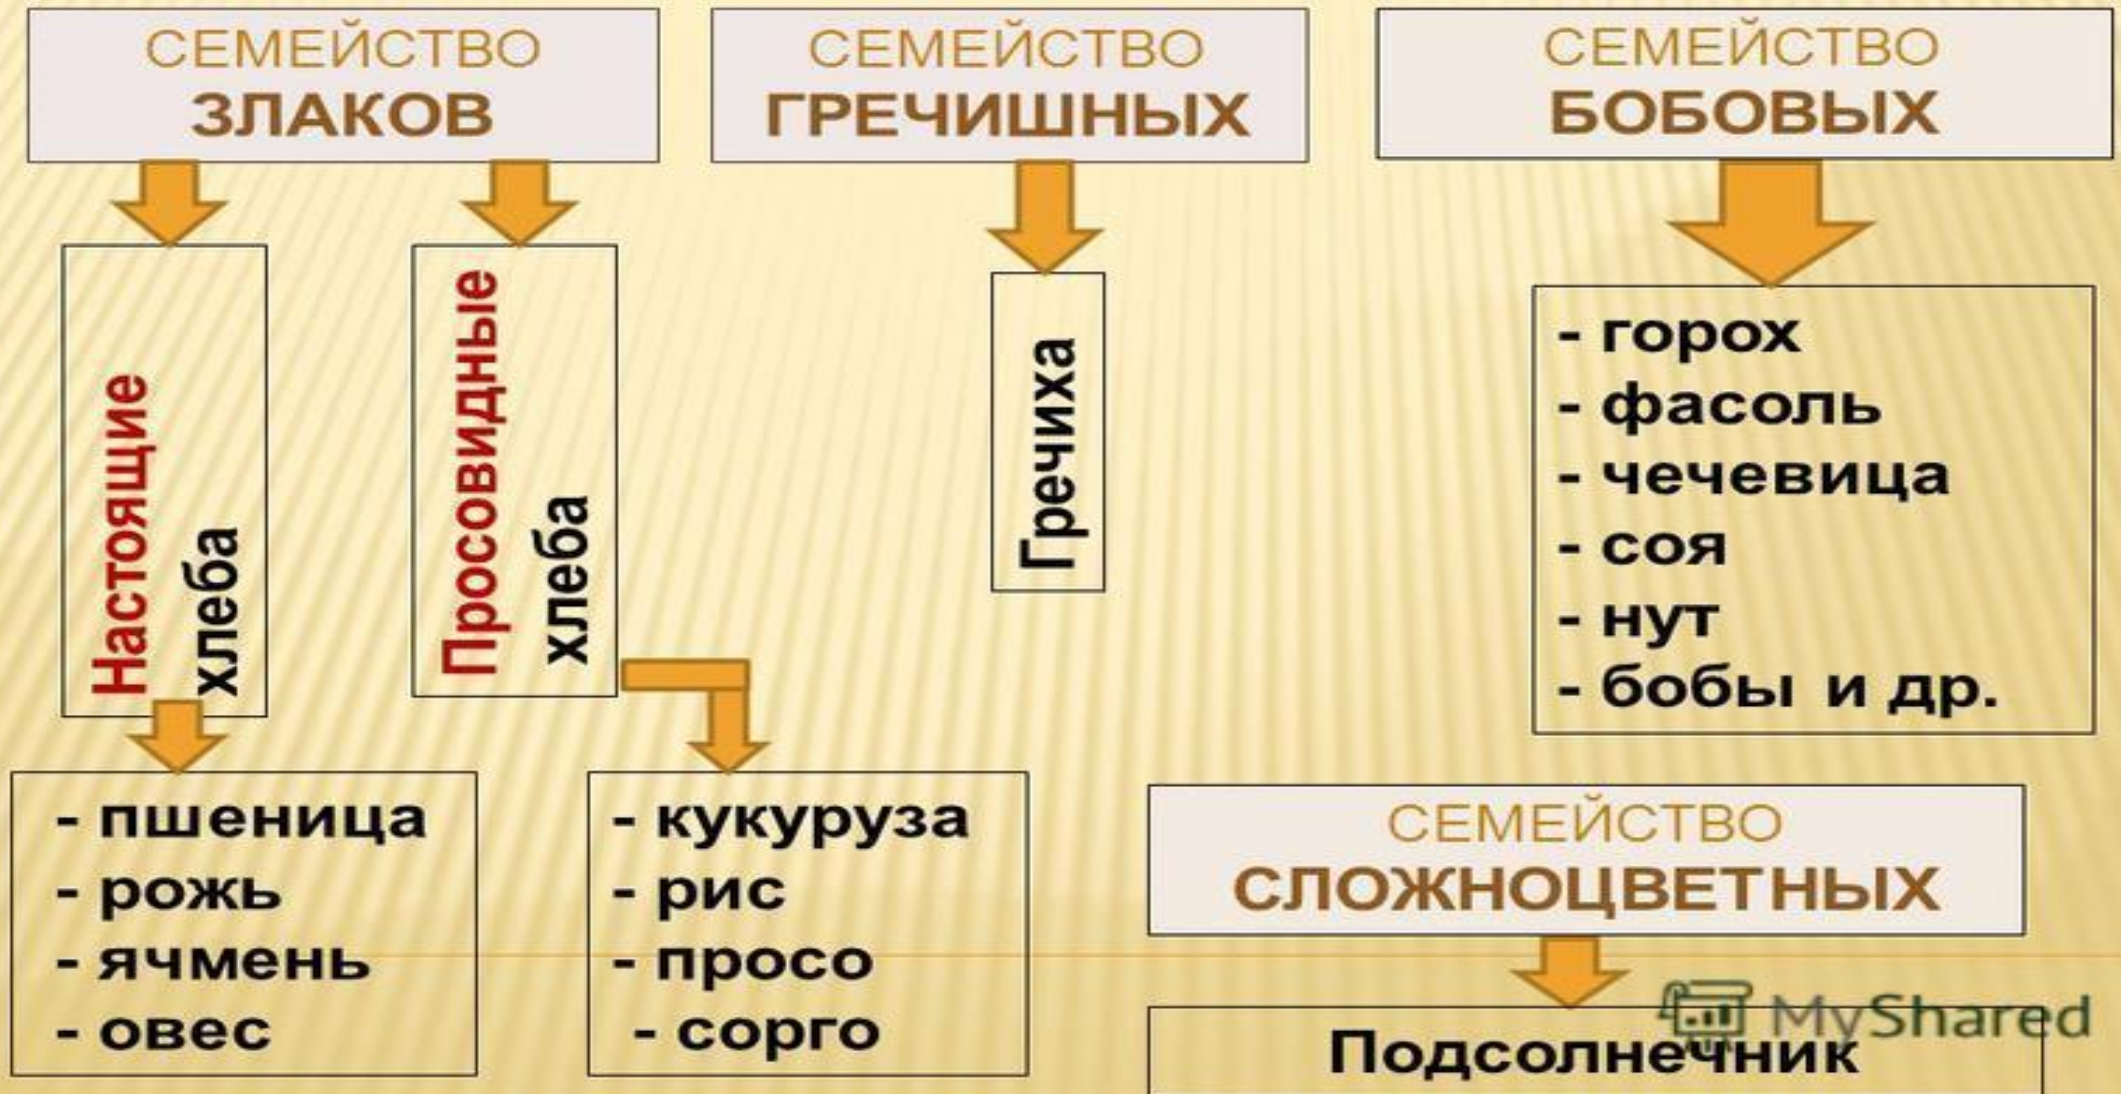 СЕМЕЙСТВО
ЗЛАКОВ
СЕМЕЙСТВО
ГРЕЧИШНЫХ
СЕМЕЙСТВО
БОБОВЫХ
Настоящие
хлеба
Просовидные
хлеба
Гречиха
- горох
- фасоль
- чечевица
- соя
- нут
- бобы и др.
- пшеница
- рожь
- ячмень
- овес
- кукуруза
- рис
- просо
- сорго
СЕМЕЙСТВО
СЛОЖНОЦВЕТНЫХ
Подсолнечник
MyShared